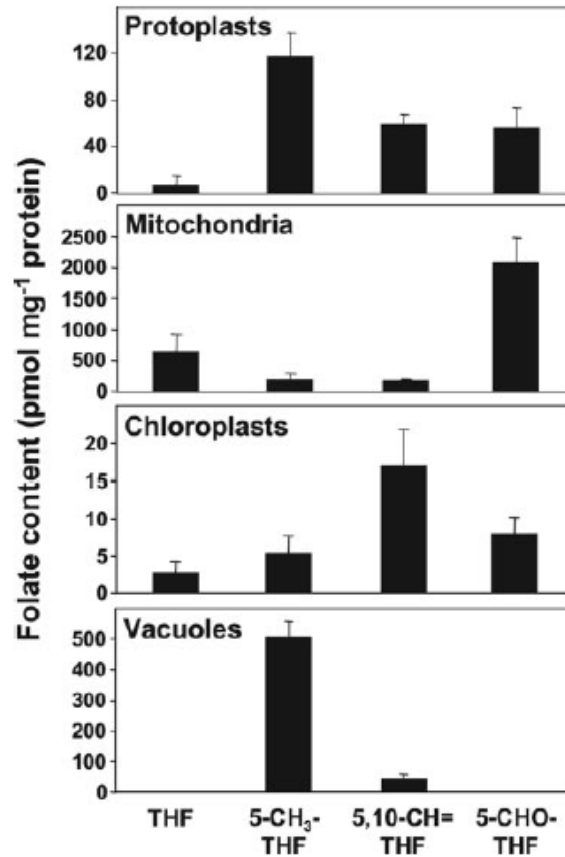 Folate content (pmol mg⁻¹ protein)
Protoplasts
120
80
40
0
Mitochondria
2500
2000
1500
1000
500
0
Chloroplasts
20
15
10
5
0
Vacuoles
500
400
300
200
100
0
THF
5-CH₃-
THF
5,10-CH=
THF
5-CHO-
THF